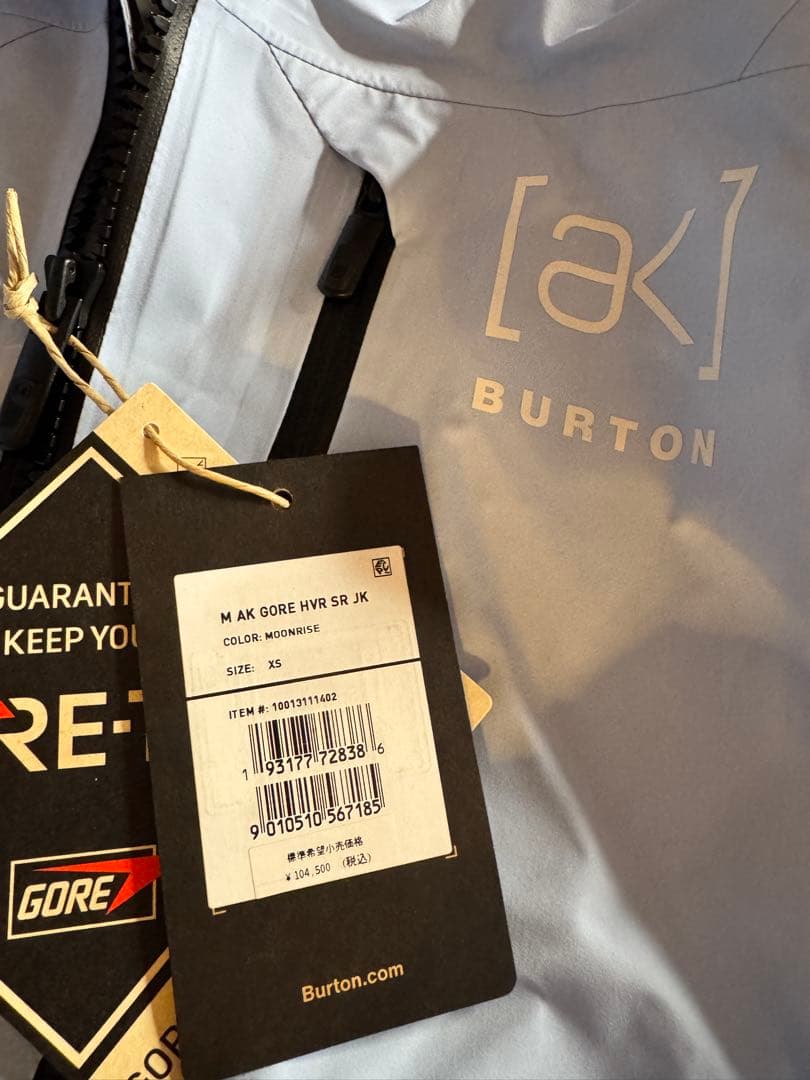 [ak]
BURTON
GUARANT
KEEP YOU
RE-T
GORE
GOR
M AK GORE HVR SR JK
COLOR: MOONRISE
SIZE: XS
ITEM #: 10013111402
1 93177 72838 6
9 010510 567185
標準希望小売価格
¥104,500 (税込)
Burton.com